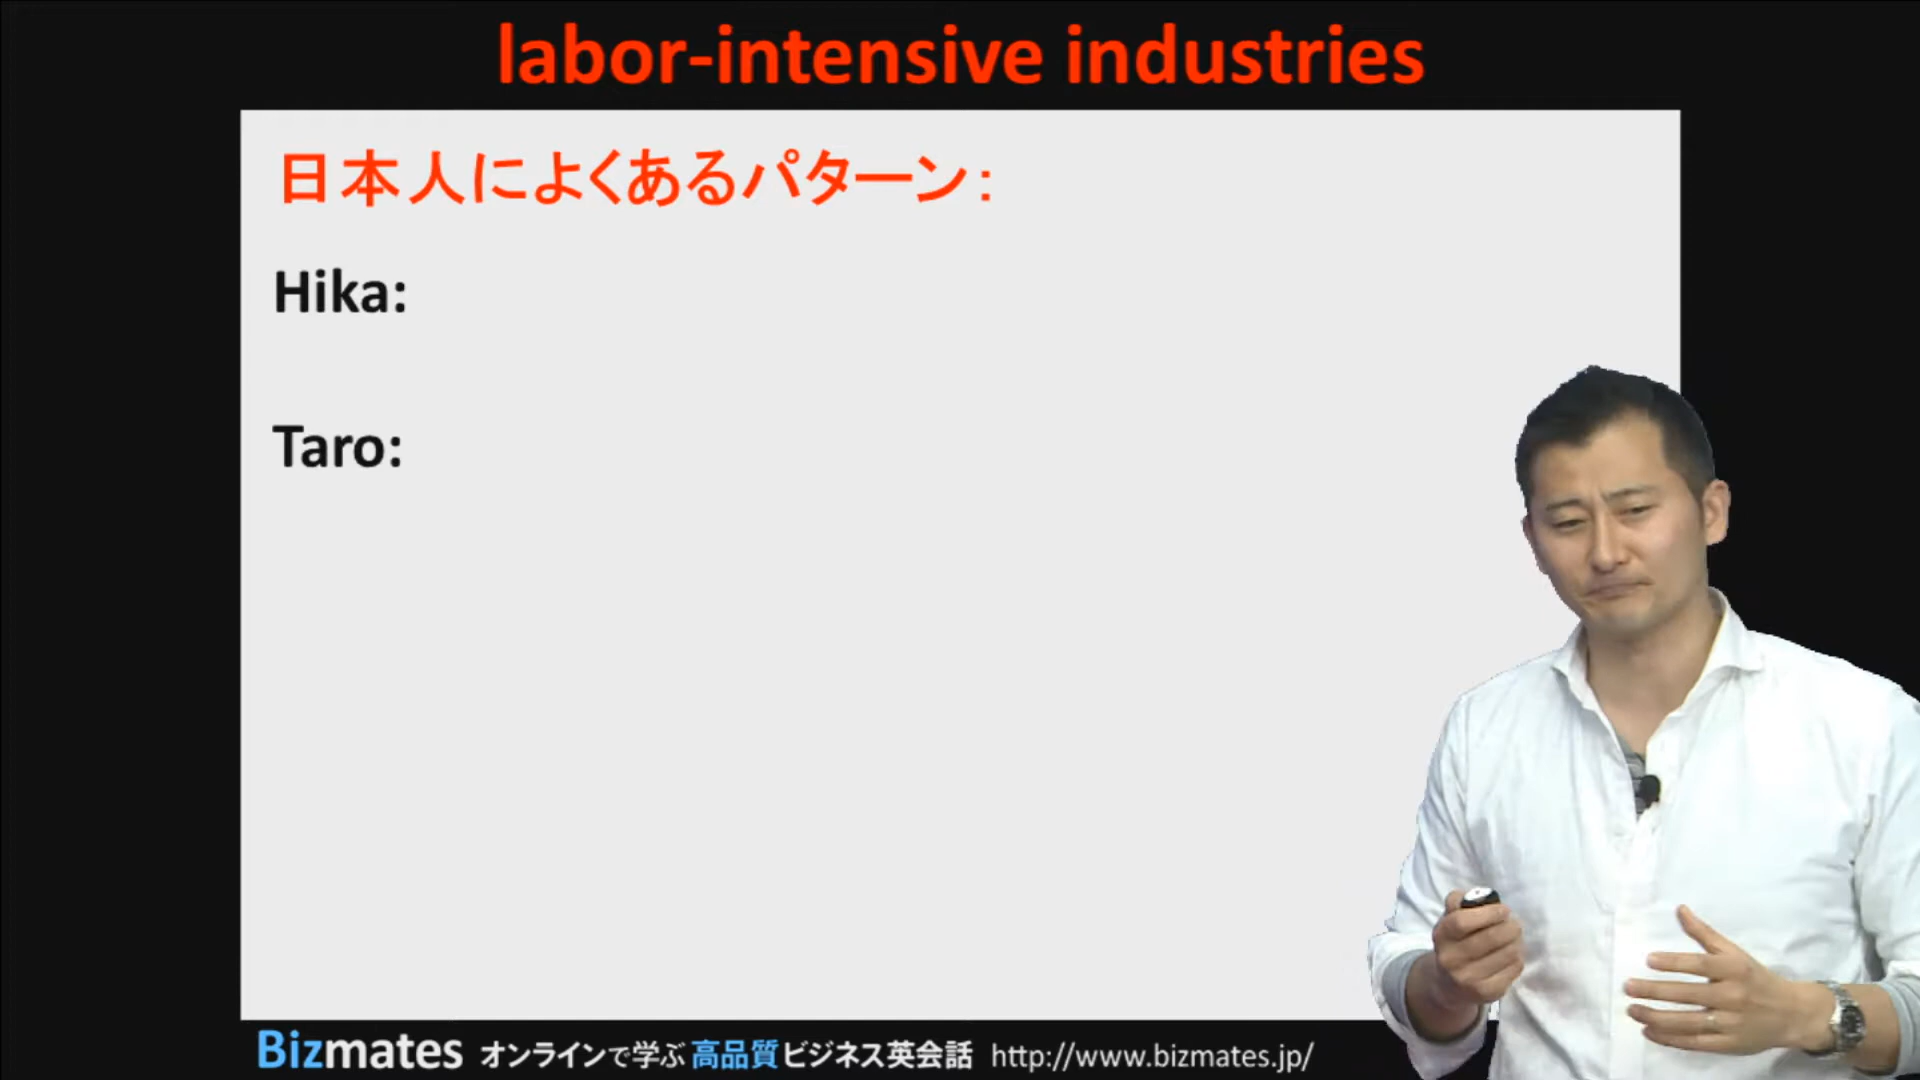 labor-intensive industries
日本人によくあるパターン：
Hika:
Taro:
Bizmates オンラインで学ぶ 高品質 ビジネス英会話 http://www.bizmates.jp/